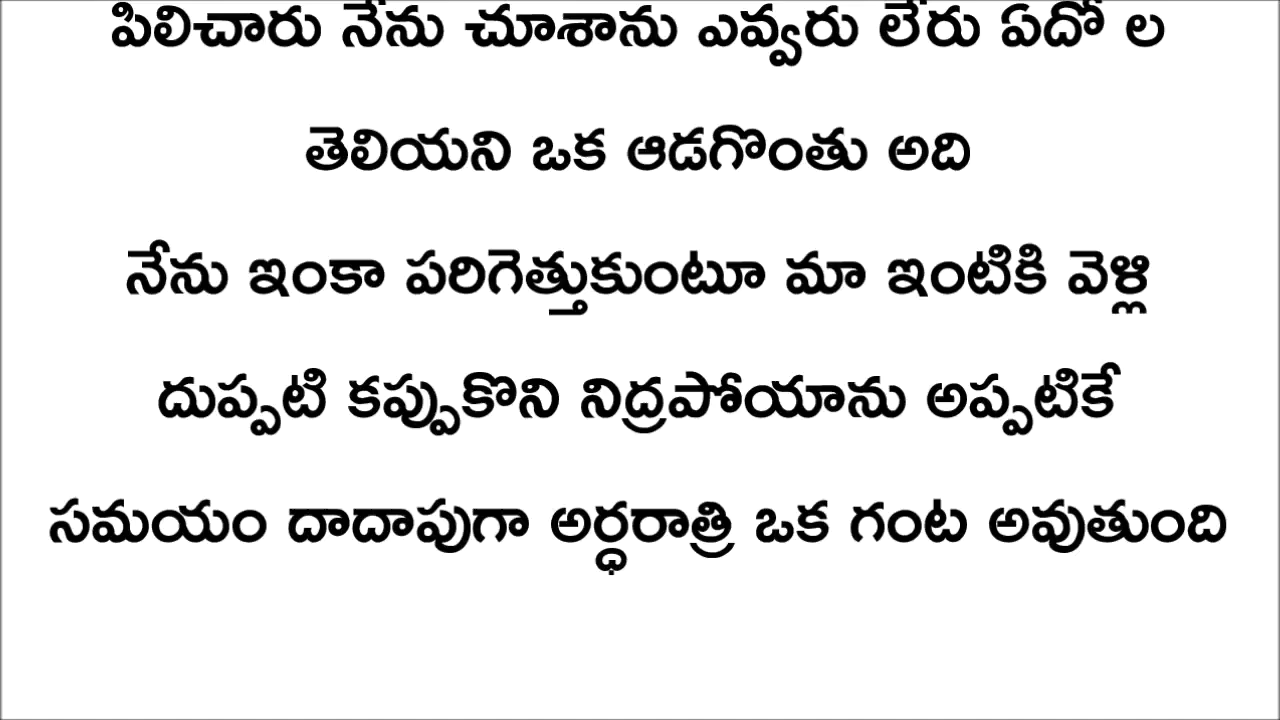 పిలిచారు నేను చూశాను ఎవ్వరు లేరు ఏదో ల
తెలియని ఒక ఆడగొంతు అది
నేను ఇంకా పరిగెత్తుకుంటూ మా ఇంటికి వెళ్లి
దుప్పటి కప్పుకొని నిద్రపోయాను అప్పటికే
సమయం దాదాపుగా అర్ధరాత్రి ఒక గంట అవుతుంది